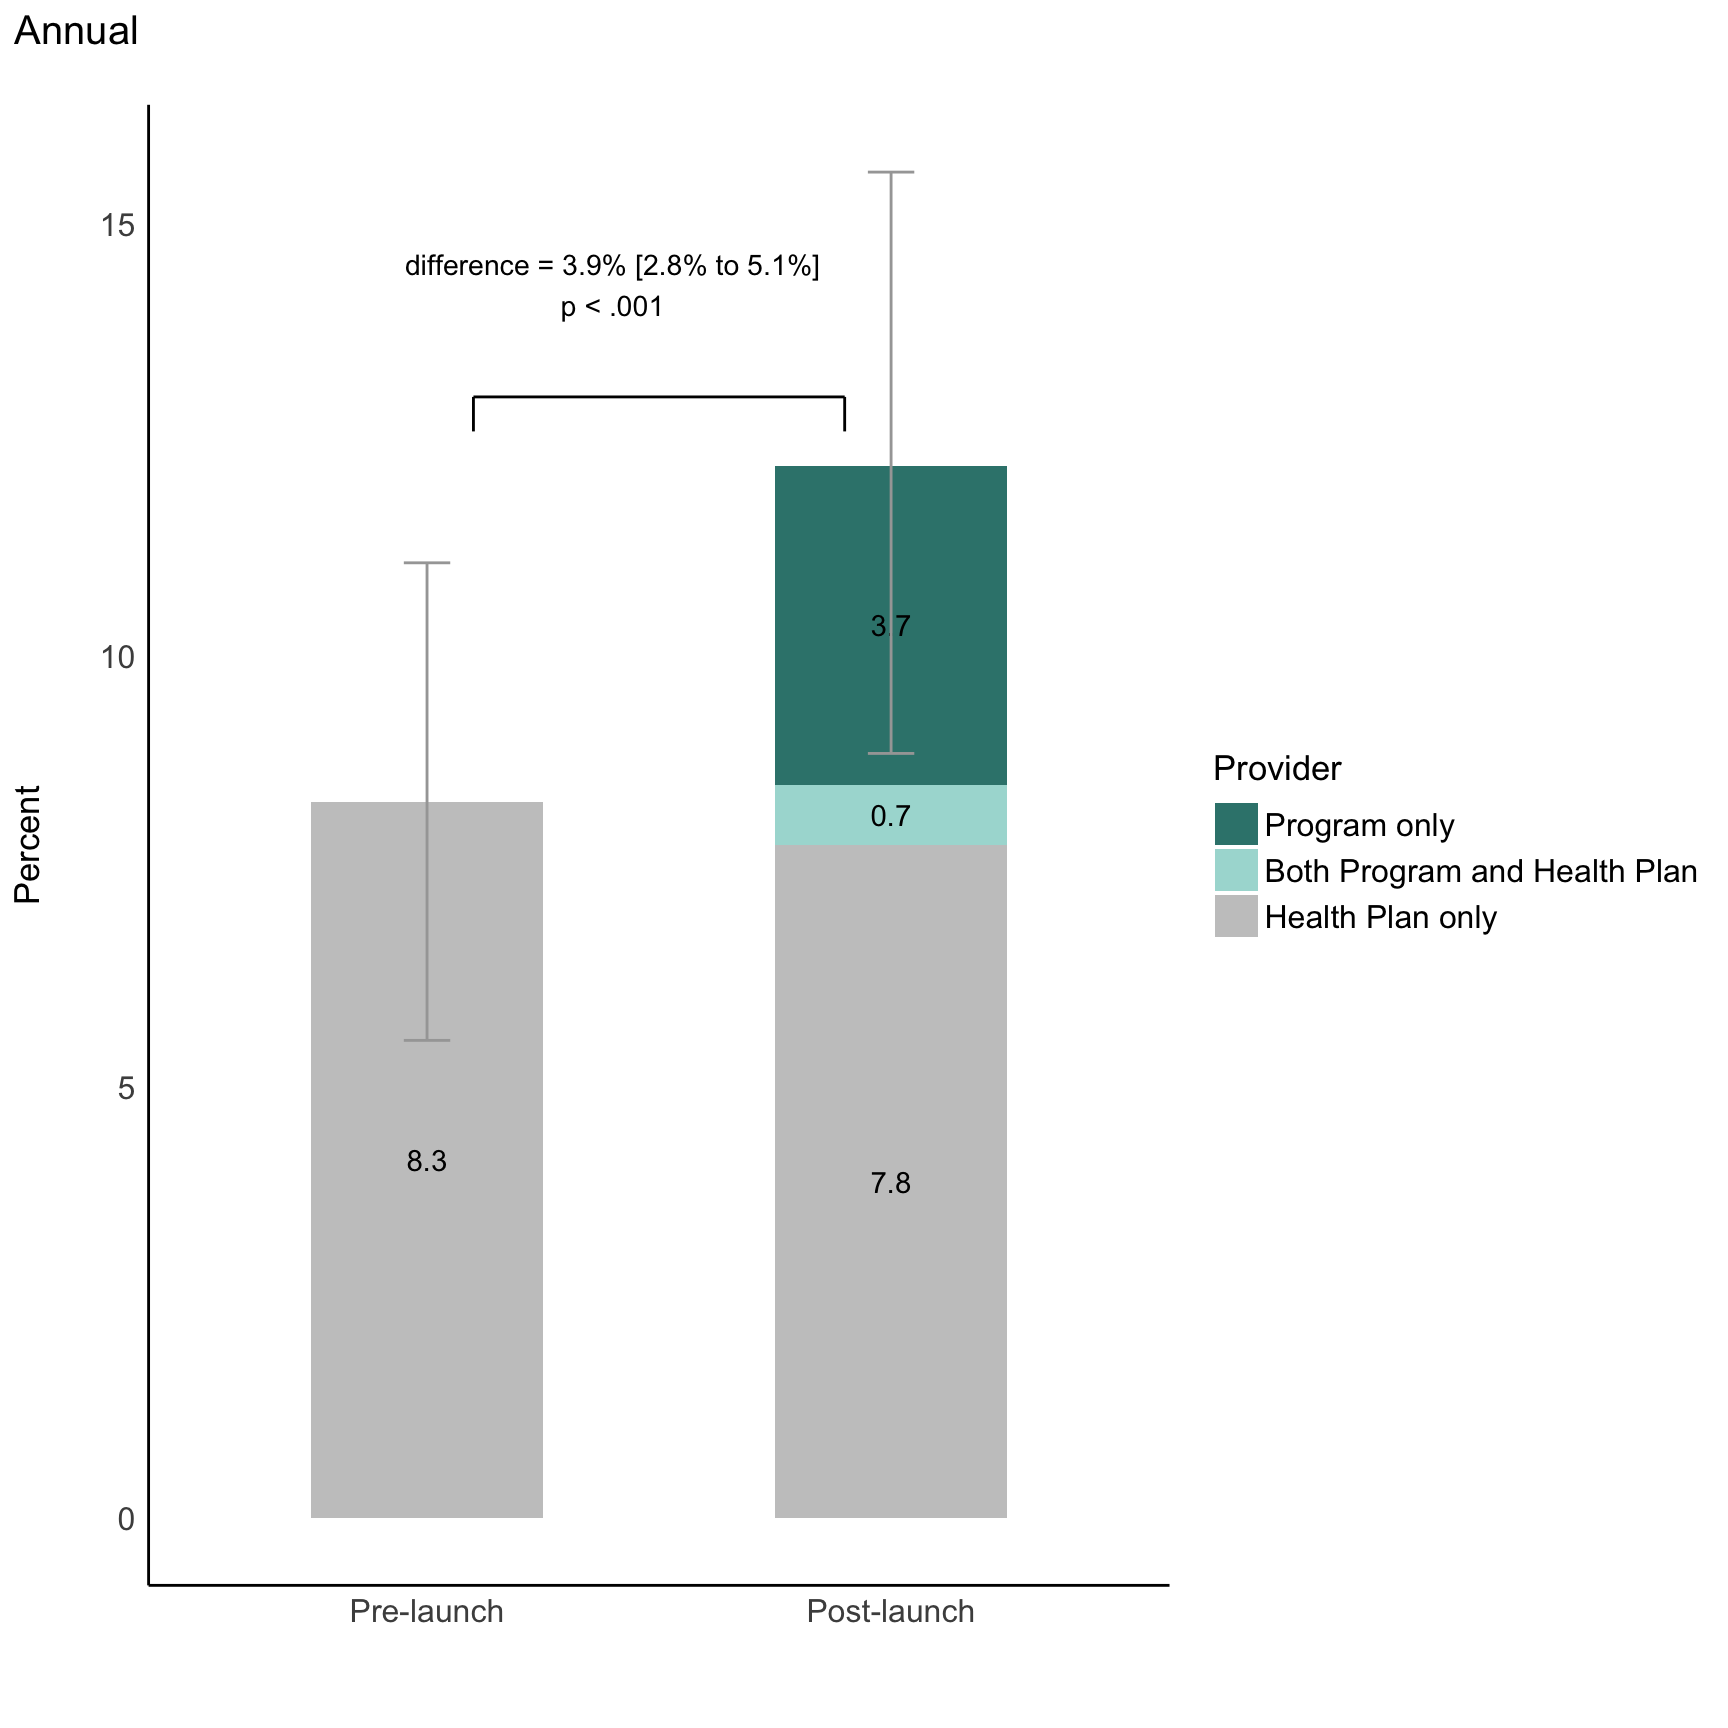 Annual
Percent
15
10
5
0
difference = 3.9% [2.8% to 5.1%]
p < .001
3.7
0.7
7.8
8.3
Pre-launch
Post-launch
Provider
Program only
Both Program and Health Plan
Health Plan only